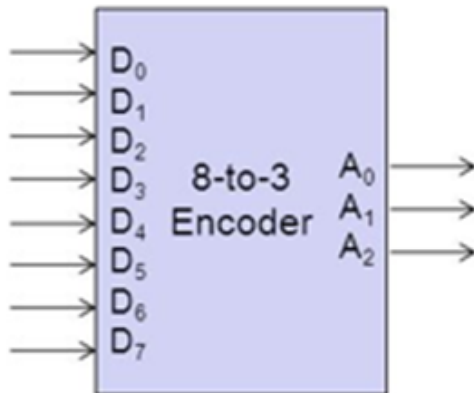 D₀
D₁
D₂
D₃
D₄
D₅
D₆
D₇
8-to-3
Encoder
A₀
A₁
A₂